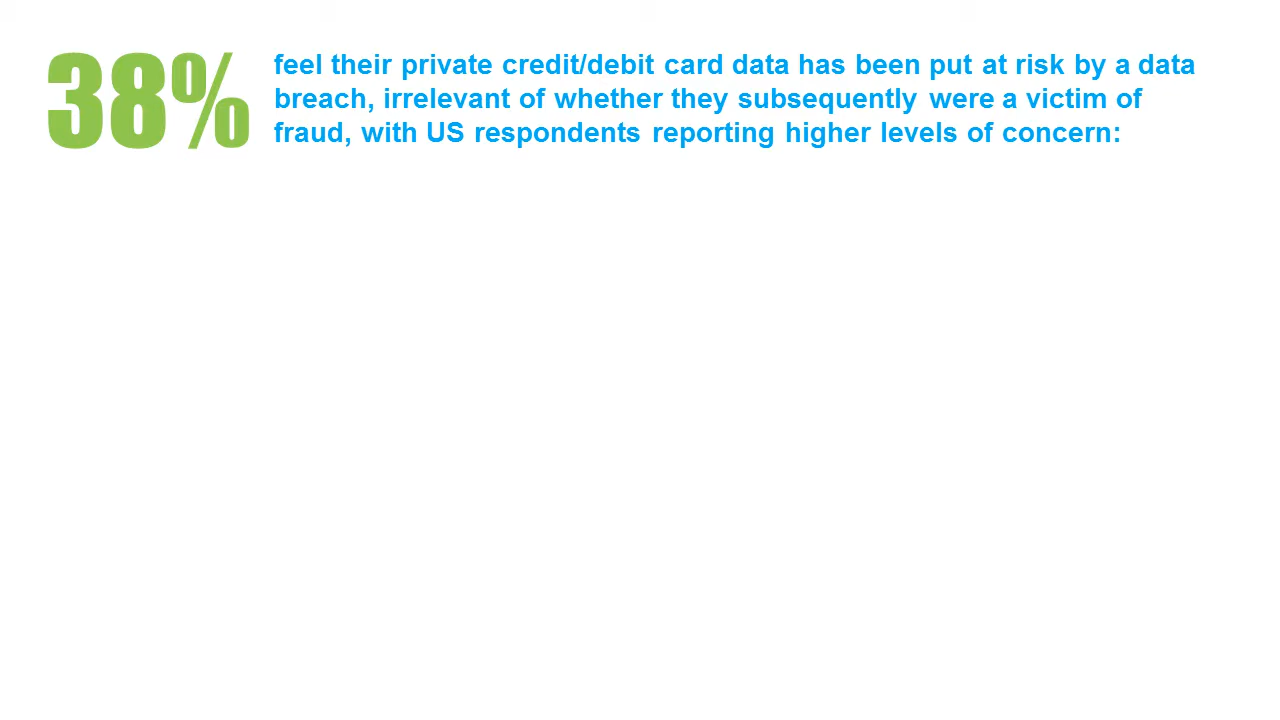 38%
feel their private credit/debit card data has been put at risk by a data
breach, irrelevant of whether they subsequently were a victim of
fraud, with US respondents reporting higher levels of concern: